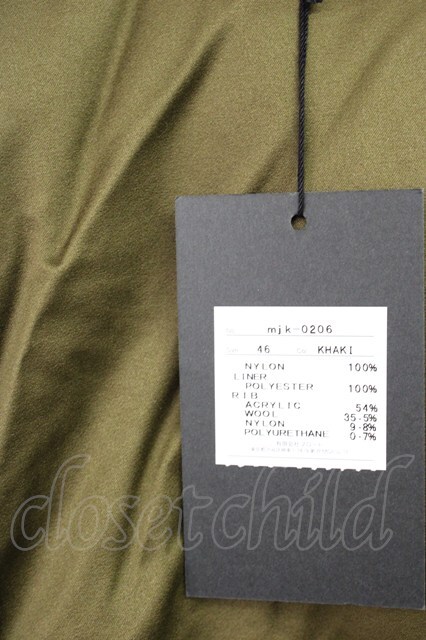 mjk-0206
46 KHAKI
NYLON 100%
LINER
POLYESTER 100%
RIB
ACRYLIC 54%
WOOL 35.5%
NYLON 9.8%
POLYURETHANE 0.7%
closetchild